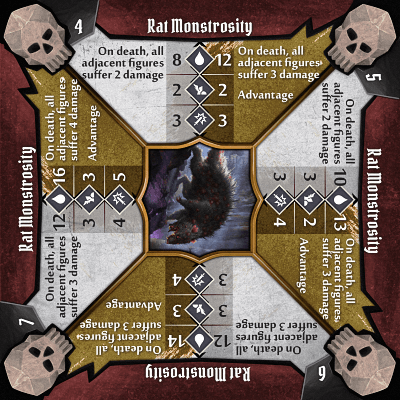 4
Rat Monstrosity
On death, all
adjacent figures
suffer 2 damage
8 12
2 2
3 3
On death, all
adjacent figures
suffer 3 damage
Advantage
5
Rat Monstrosity
On death, all
adjacent figures
suffer 2 damage
10 13
3 2
3 4
On death, all
adjacent figures
suffer 3 damage
Advantage
6
Rat Monstrosity
On death, all
adjacent figures
suffer 3 damage
12 14
3 3
3 4
On death, all
adjacent figures
suffer 3 damage
Advantage
7
Rat Monstrosity
On death, all
adjacent figures
suffer 3 damage
12 16
3 3
4 5
On death, all
adjacent figures
suffer 4 damage
Advantage